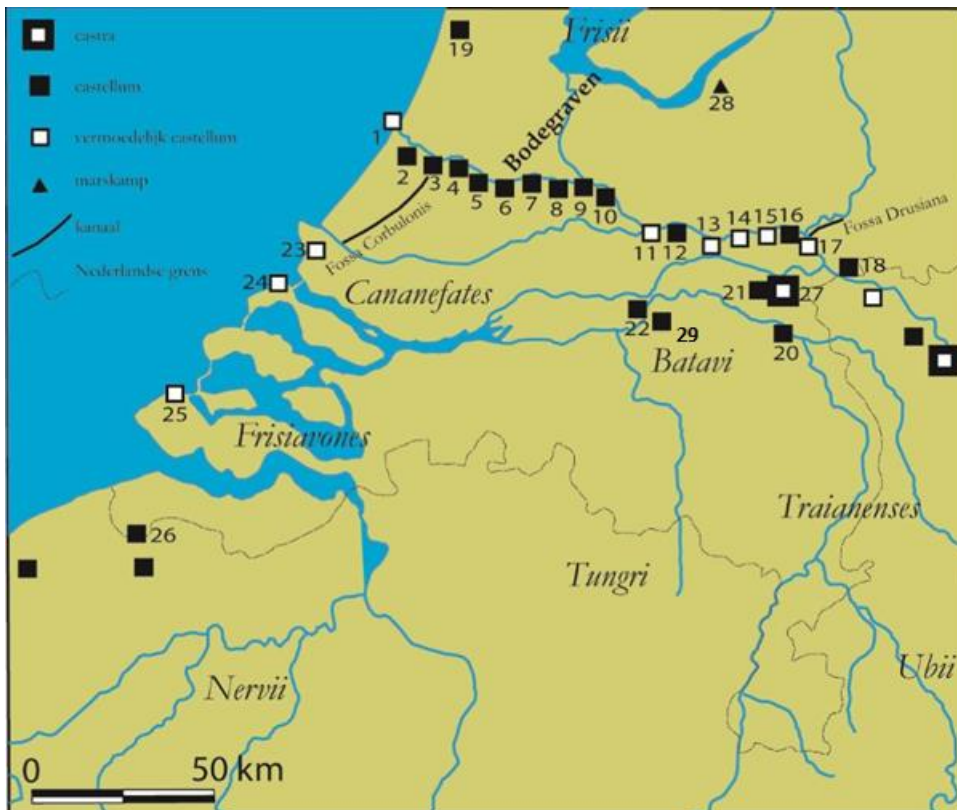 castra
castellum
vermoedelijk castellum
marskamp
kanaal
Nederlandse grens
19
Frisii
28
Bodegraven
1
2
3
4
5
6
7
8
9
10
11
12
13
14
15
16
Fossa Drusiana
17
18
Fossa Corbulonis
23
24
Cananefates
21
27
22
29
20
Batavi
25
Frisiavones
26
Traianenses
Tungri
Ubii
Nervii
0
50 km